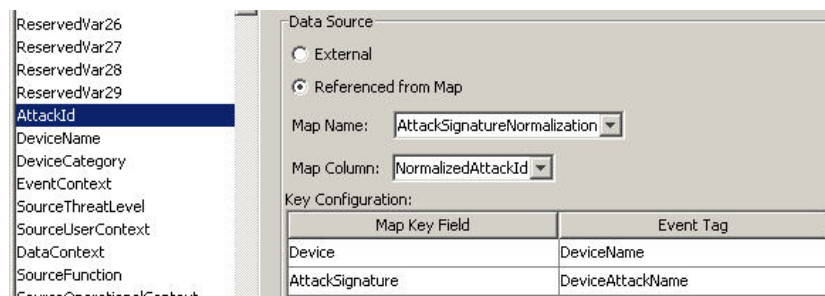 ReservedVar26
ReservedVar27
ReservedVar28
ReservedVar29
AttackId
DeviceName
DeviceCategory
EventContext
SourceThreatLevel
SourceUserContext
DataContext
SourceFunction
SourceOperationalContext
Data Source
External
Referenced from Map
Map Name: AttackSignatureNormalization
Map Column: NormalizedAttackId
Key Configuration:
Map Key Field Event Tag
Device DeviceName
AttackSignature DeviceAttackName